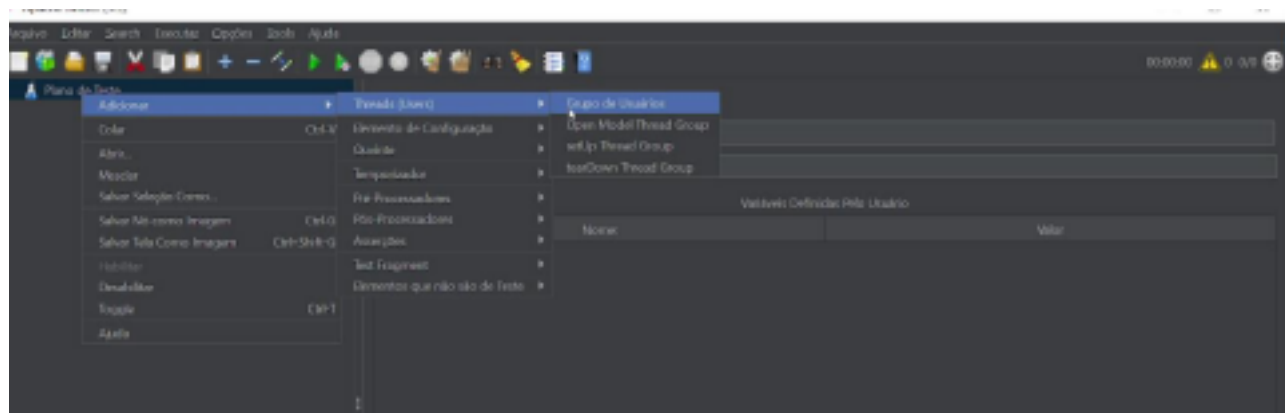 Arquivo Editar Search Executar Opções Tools Ajuda
00:00:00 0 0/0
Plano de Teste
Adicionar
Colar Ctrl-V
Abrir...
Mesclar
Salvar Seleção Como...
Salvar Nó como Imagem Ctrl-G
Salvar Tela Como Imagem Ctrl+Shift-G
Habilitar
Desabilitar
Toggle Ctrl-T
Ajuda
Threads (Users)
Elemento de Configuração
Ouvinte
Temporizador
Pré-Processadores
Pós-Processadores
Asserções
Test Fragment
Elementos que não são de Teste
Grupo de Usuários
Open Model Thread Group
setUp Thread Group
tearDown Thread Group
Variáveis Definidas Pelo Usuário
Nome: Valor